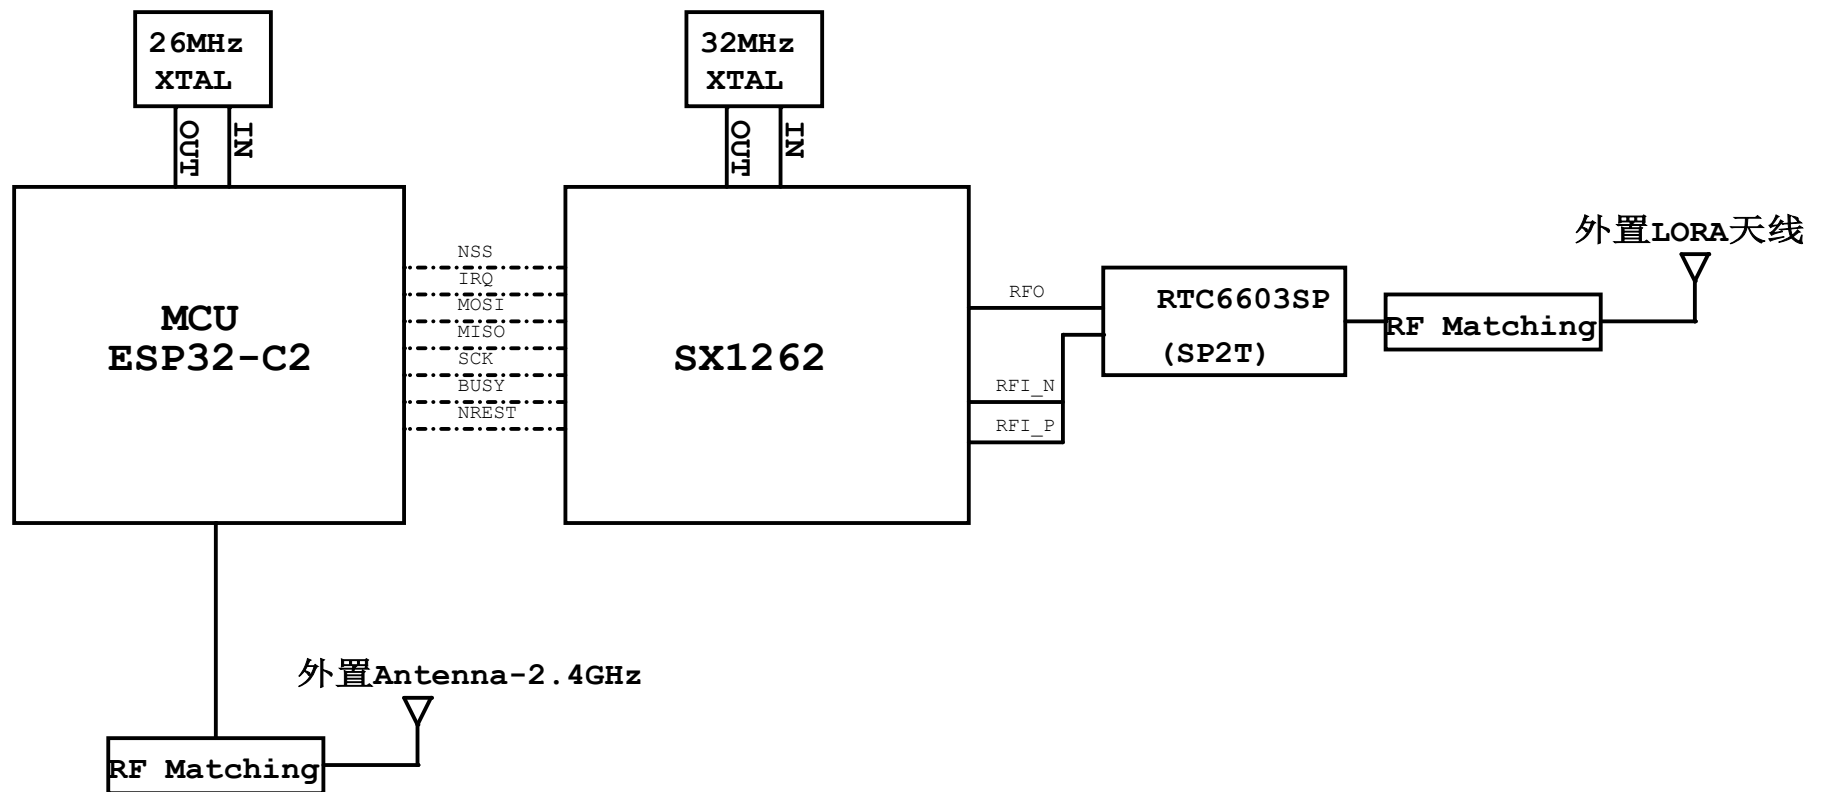 26MHz
XTAL
32MHz
XTAL
OUT
IN
OUT
IN
外置LORA天线
NSS
IRQ
MOSI
MISO
SCK
BUSY
NREST
MCU
ESP32-C2
SX1262
RFO
RFI_N
RFI_P
RTC6603SP
(SP2T)
RF Matching
外置Antenna-2.4GHz
RF Matching